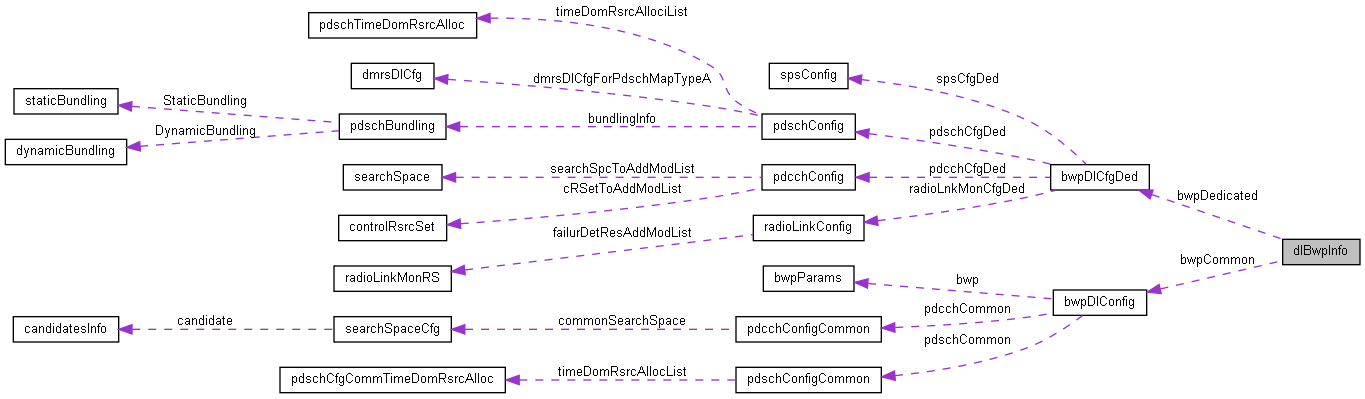 timeDomRsrcAllociList
pdschTimeDomRsrcAlloc
dmrsDlCfg
dmrsDlCfgForPdschMapTypeA
spsConfig
spsCfgDed
staticBundling
StaticBundling
pdschBundling
bundlingInfo
pdschConfig
pdschCfgDed
dynamicBundling
DynamicBundling
searchSpace
searchSpcToAddModList
pdcchConfig
pdcchCfgDed
bwpDlCfgDed
cRSetToAddModList
radioLnkMonCfgDed
bwpDedicated
controlRsrcSet
failurDetResAddModList
radioLinkConfig
dlBwpInfo
radioLinkMonRS
bwpParams
bwp
bwpCommon
bwpDlConfig
candidatesInfo
candidate
searchSpaceCfg
commonSearchSpace
pdcchConfigCommon
pdcchCommon
pdschCommon
pdschCfgCommTimeDomRsrcAlloc
timeDomRsrcAllocList
pdschConfigCommon